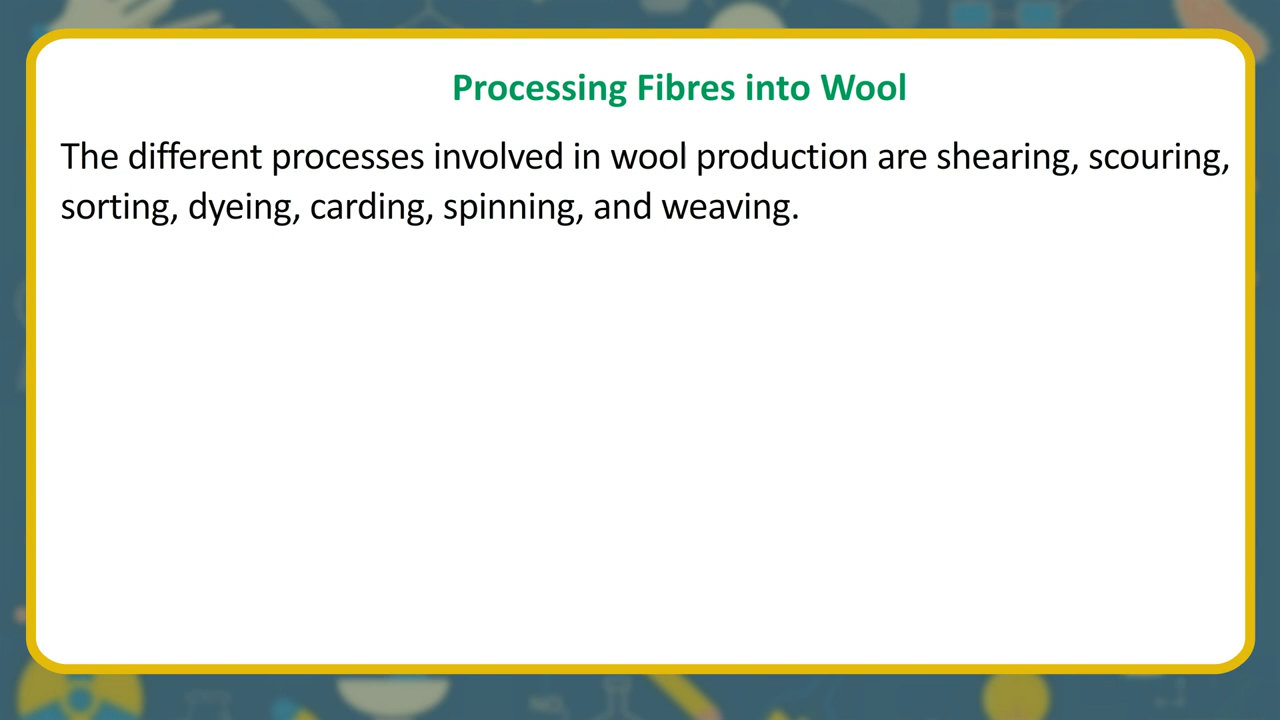 Processing Fibres into Wool
The different processes involved in wool production are shearing, scouring,
sorting, dyeing, carding, spinning, and weaving.
NO₃